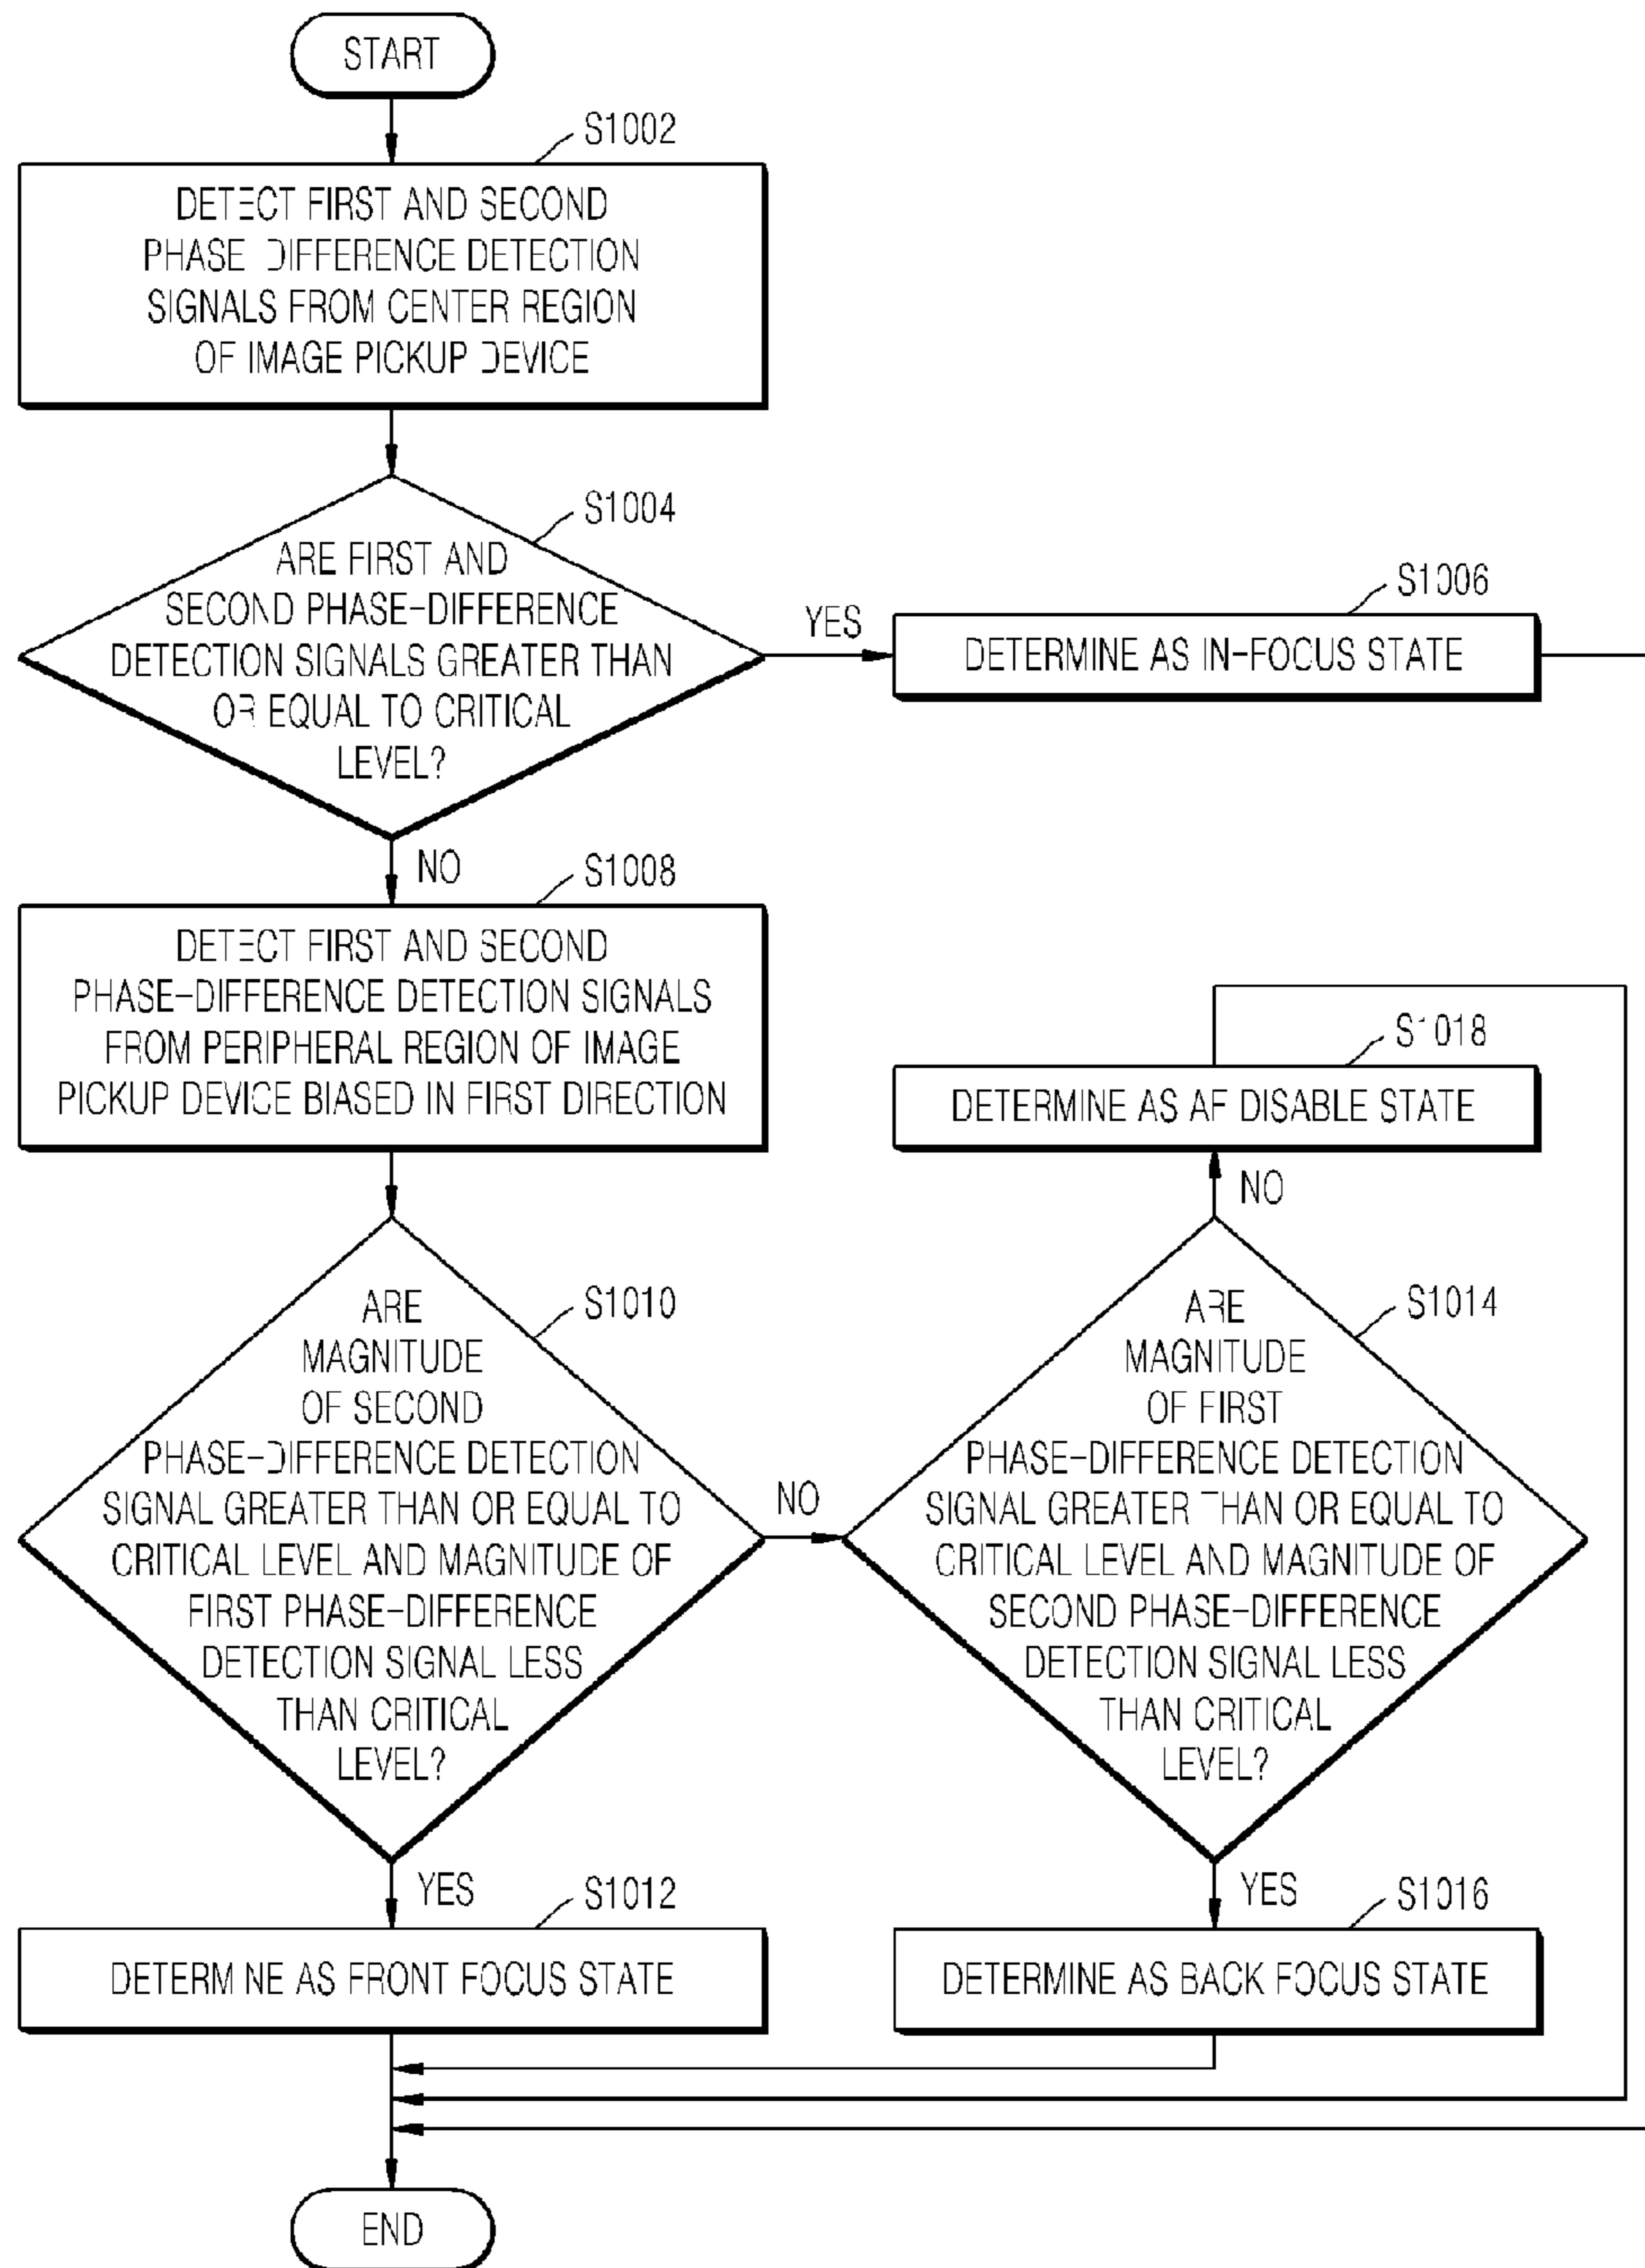 START
S1002
DETECT FIRST AND SECOND
PHASE DIFFERENCE DETECTION
SIGNALS FROM CENTER REGION
OF IMAGE PICKUP DEVICE
S1004
ARE FIRST AND
SECOND PHASE-DIFFERENCE
DETECTION SIGNALS GREATER THAN
OR EQUAL TO CRITICAL
LEVEL?
YES
S1006
DETERMINE AS IN-FOCUS STATE
NO
S1008
DETECT FIRST AND SECOND
PHASE-DIFFERENCE DETECTION SIGNALS
FROM PERIPHERAL REGION OF IMAGE
PICKUP DEVICE BIASED IN FIRST DIRECTION
S1018
DETERMINE AS AF DISABLE STATE
NO
S1010
ARE
MAGNITUDE
OF SECOND
PHASE-DIFFERENCE DETECTION
SIGNAL GREATER THAN OR EQUAL TO
CRITICAL LEVEL AND MAGNITUDE OF
FIRST PHASE-DIFFERENCE
DETECTION SIGNAL LESS
THAN CRITICAL
LEVEL?
NO
S1014
ARE
MAGNITUDE
OF FIRST
PHASE-DIFFERENCE DETECTION
SIGNAL GREATER THAN OR EQUAL TO
CRITICAL LEVEL AND MAGNITUDE OF
SECOND PHASE-DIFFERENCE
DETECTION SIGNAL LESS
THAN CRITICAL
LEVEL?
YES
S1012
DETERMINE AS FRONT FOCUS STATE
YES
S1016
DETERMINE AS BACK FOCUS STATE
END